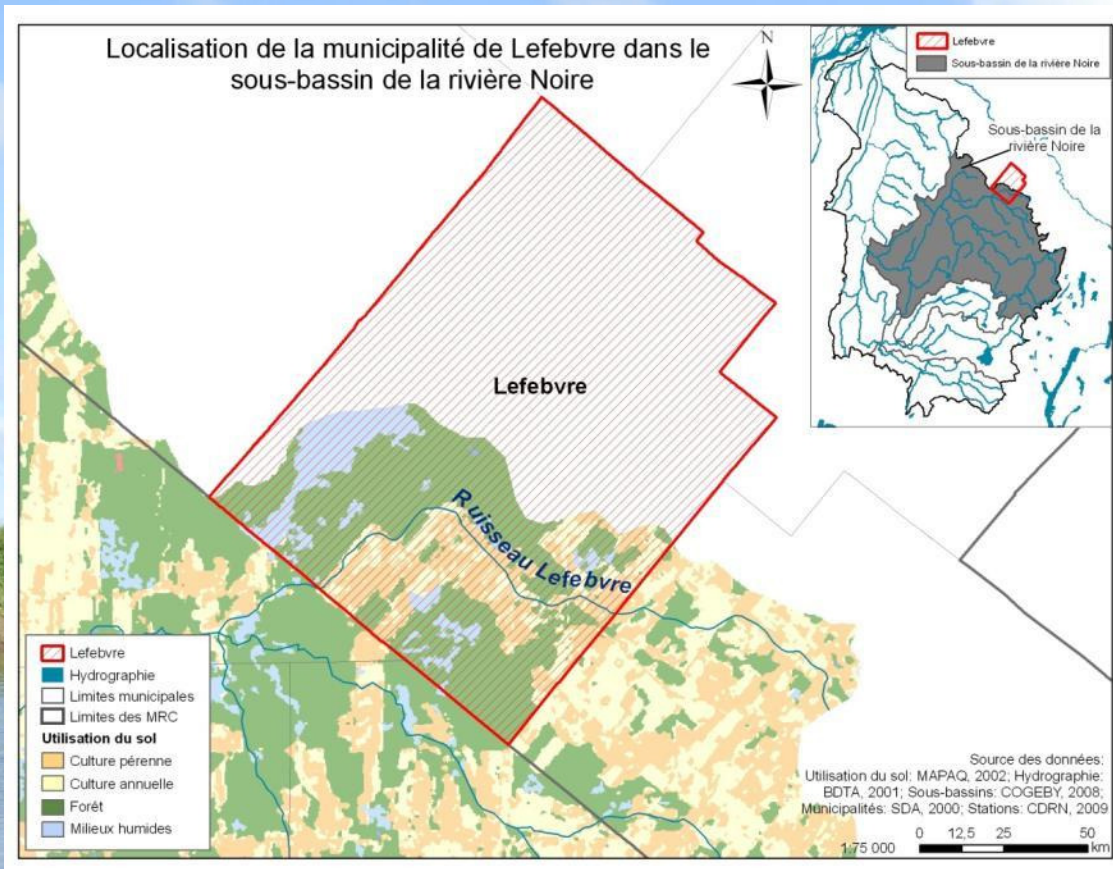 Localisation de la municipalité de Lefebvre dans le
sous-bassin de la rivière Noire
N
Lefebvre
Sous-bassin de la rivière Noire
Sous-bassin de la
rivière Noire
Lefebvre
Ruisseau Lefebvre
Lefebvre
Hydrographie
Limites municipales
Limites des MRC
Utilisation du sol
Culture pérenne
Culture annuelle
Forêt
Milieux humides
Source des données:
Utilisation du sol: MAPAQ, 2002; Hydrographie:
BDTA, 2001; Sous-bassins: COGEBY, 2008;
Municipalités: SDA, 2000; Stations: CDRN, 2009
0 12,5 25 50
1:75 000 km